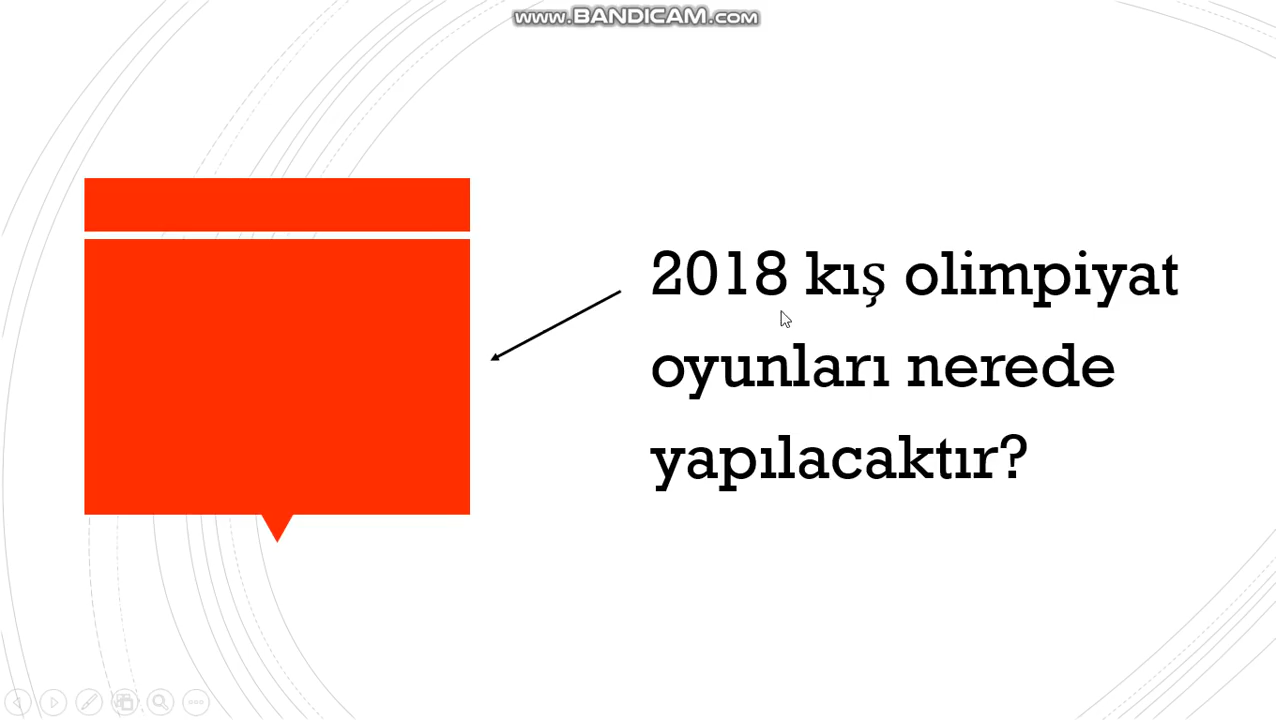 www.BANDICAM.com
2018 kış olimpiyat
oyunları nerede
yapılacaktır?